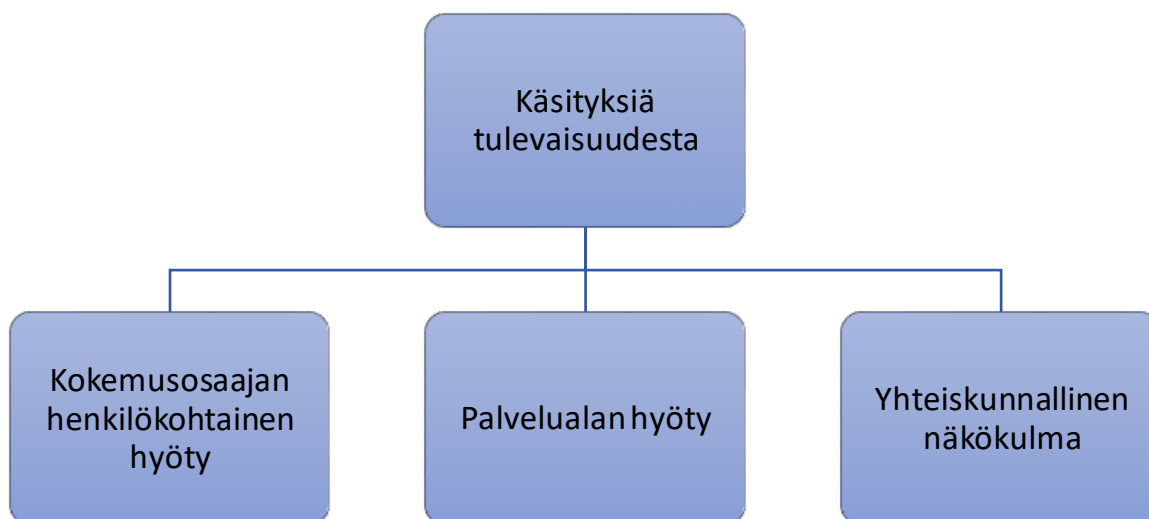 Käsityksiä
tulevaisuudesta
Kokemusosaajan
henkilökohtainen
hyöty
Palvelualan hyöty
Yhteiskunnallinen
näkökulma